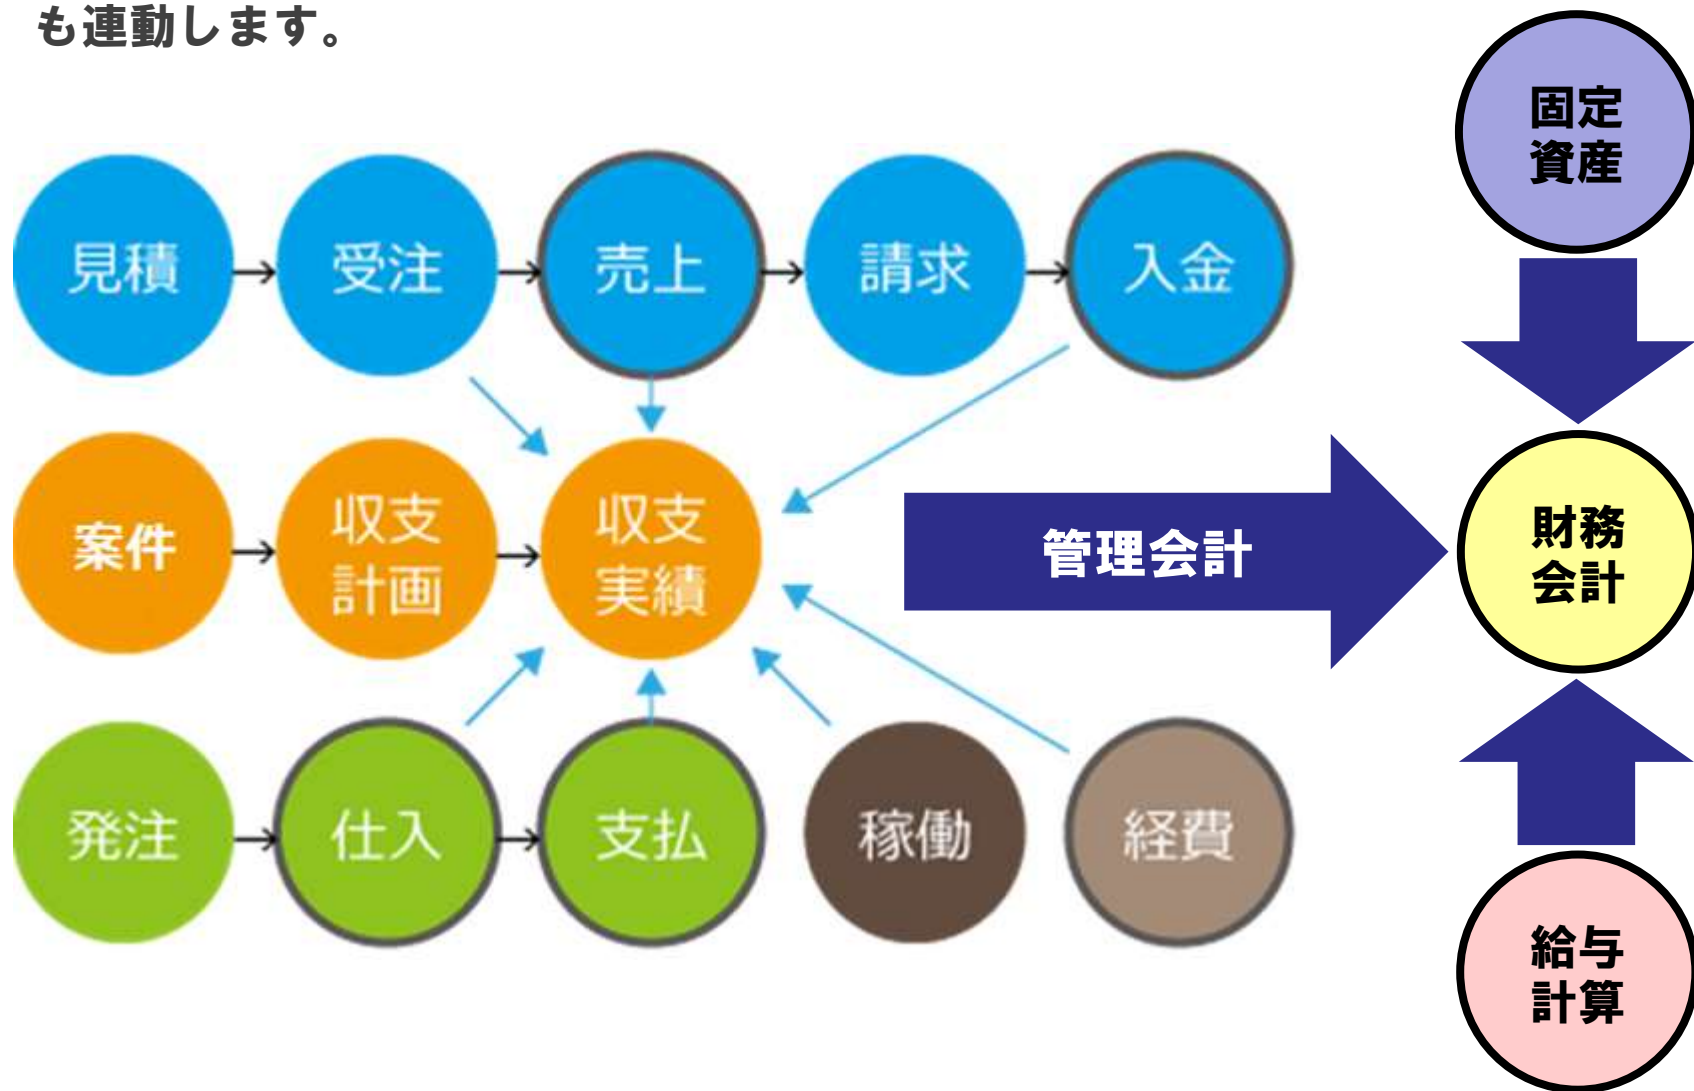 も連動します。
固定
資産
見積
受注
売上
請求
入金
案件
収支
計画
収支
実績
管理会計
財務
会計
発注
仕入
支払
稼働
経費
給与
計算